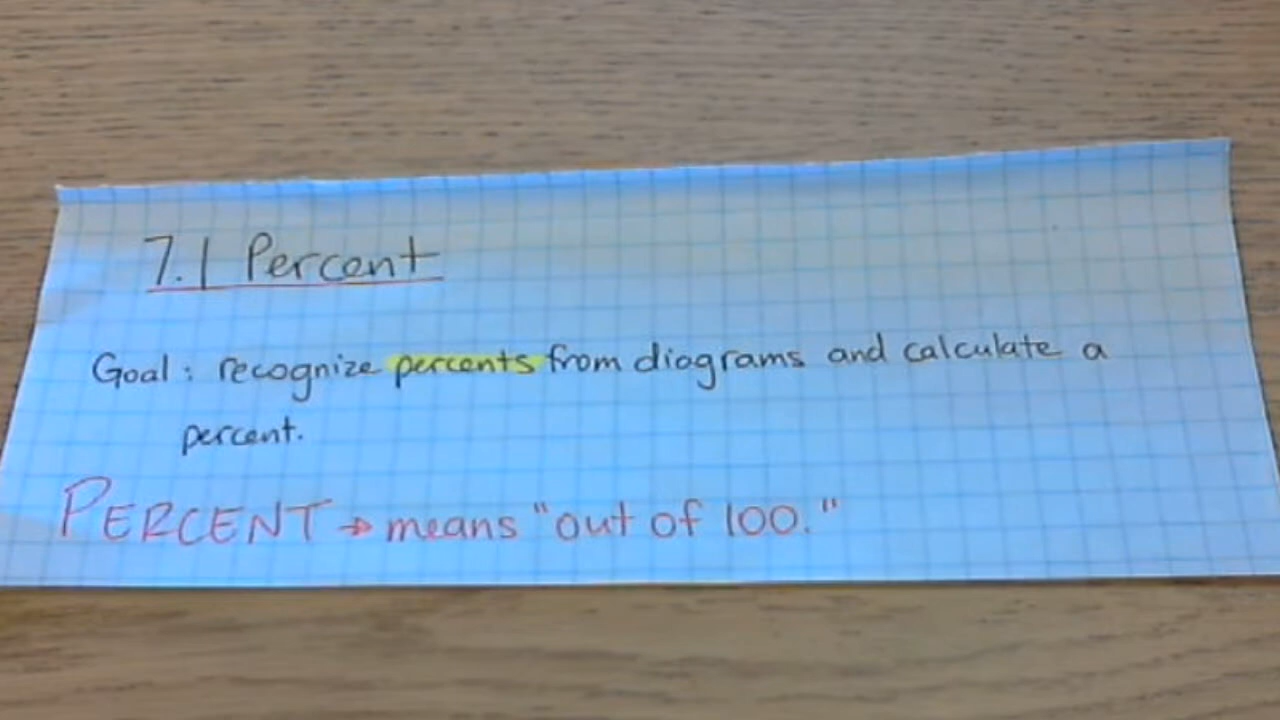 7.1 Percent
Goal: recognize percents from diagrams and calculate a
percent.
PERCENT → means "out of 100."